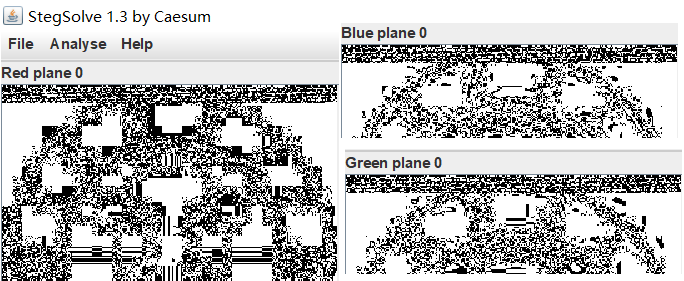 StegSolve 1.3 by Caesum
File Analyse Help
Red plane 0
Blue plane 0
Green plane 0